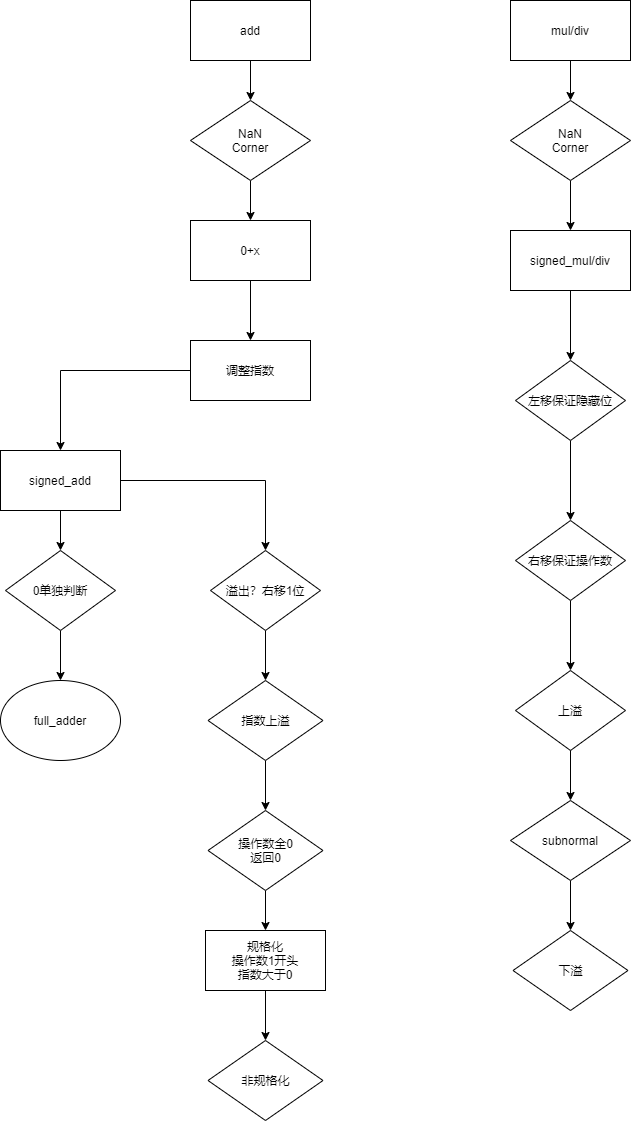 add
NaN
Corner
0+x
调整指数
signed_add
0单独判断
full_adder
溢出？右移1位
指数上溢
操作数全0
返回0
规格化
操作数1开头
指数大于0
非规格化
mul/div
NaN
Corner
signed_mul/div
左移保证隐藏位
右移保证操作数
上溢
subnormal
下溢